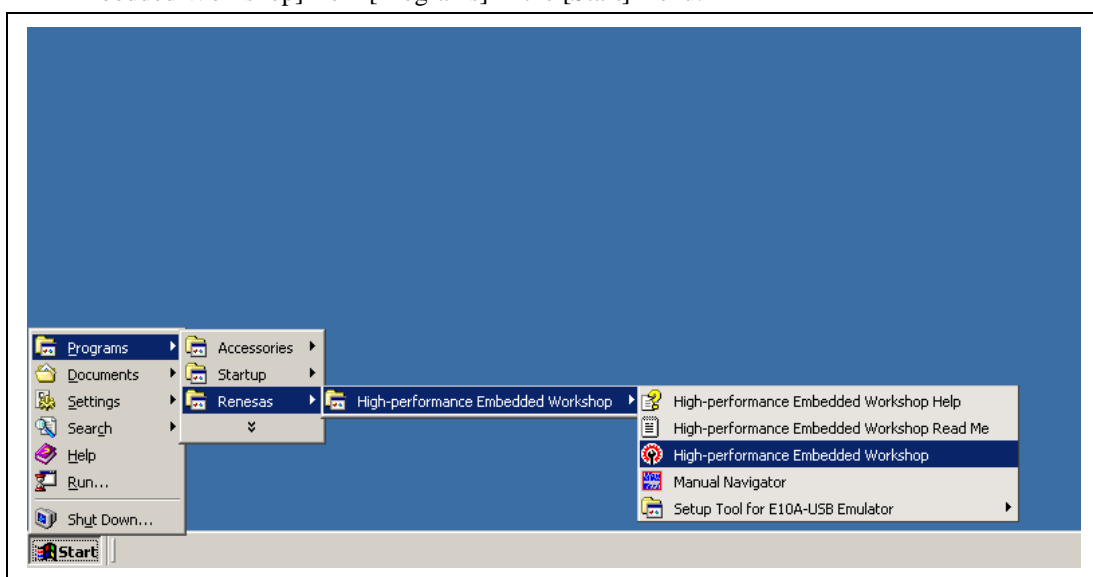 Programs
Documents
Settings
Search
Help
Run...
Shut Down...
Start
Accessories
Startup
Renesas
High-performance Embedded Workshop
High-performance Embedded Workshop Help
High-performance Embedded Workshop Read Me
High-performance Embedded Workshop
Manual Navigator
Setup Tool for E10A-USB Emulator